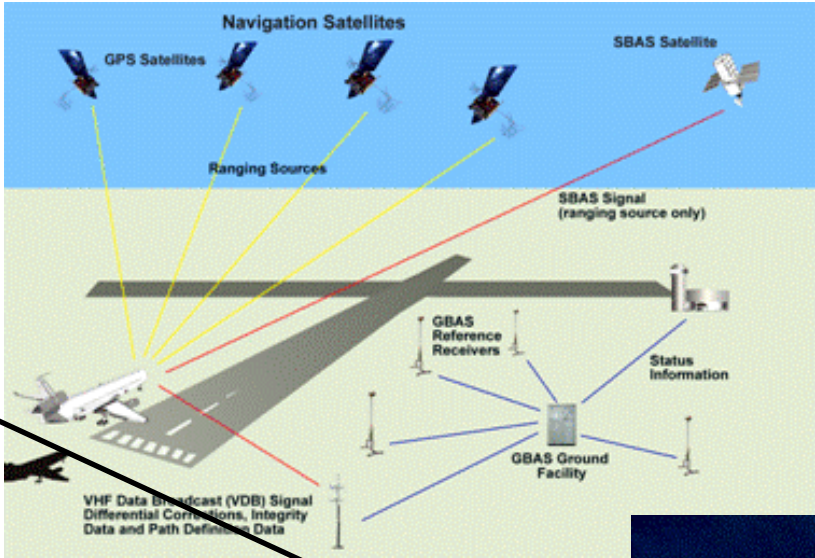 Navigation Satellites
GPS Satellites
SBAS Satellite
Ranging Sources
SBAS Signal
(ranging source only)
GBAS
Reference
Receivers
Status
Information
GBAS Ground
Facility
VHF Data Broadcast (VDB) Signal
Differential Corrections, Integrity
Data and Path Definition Data